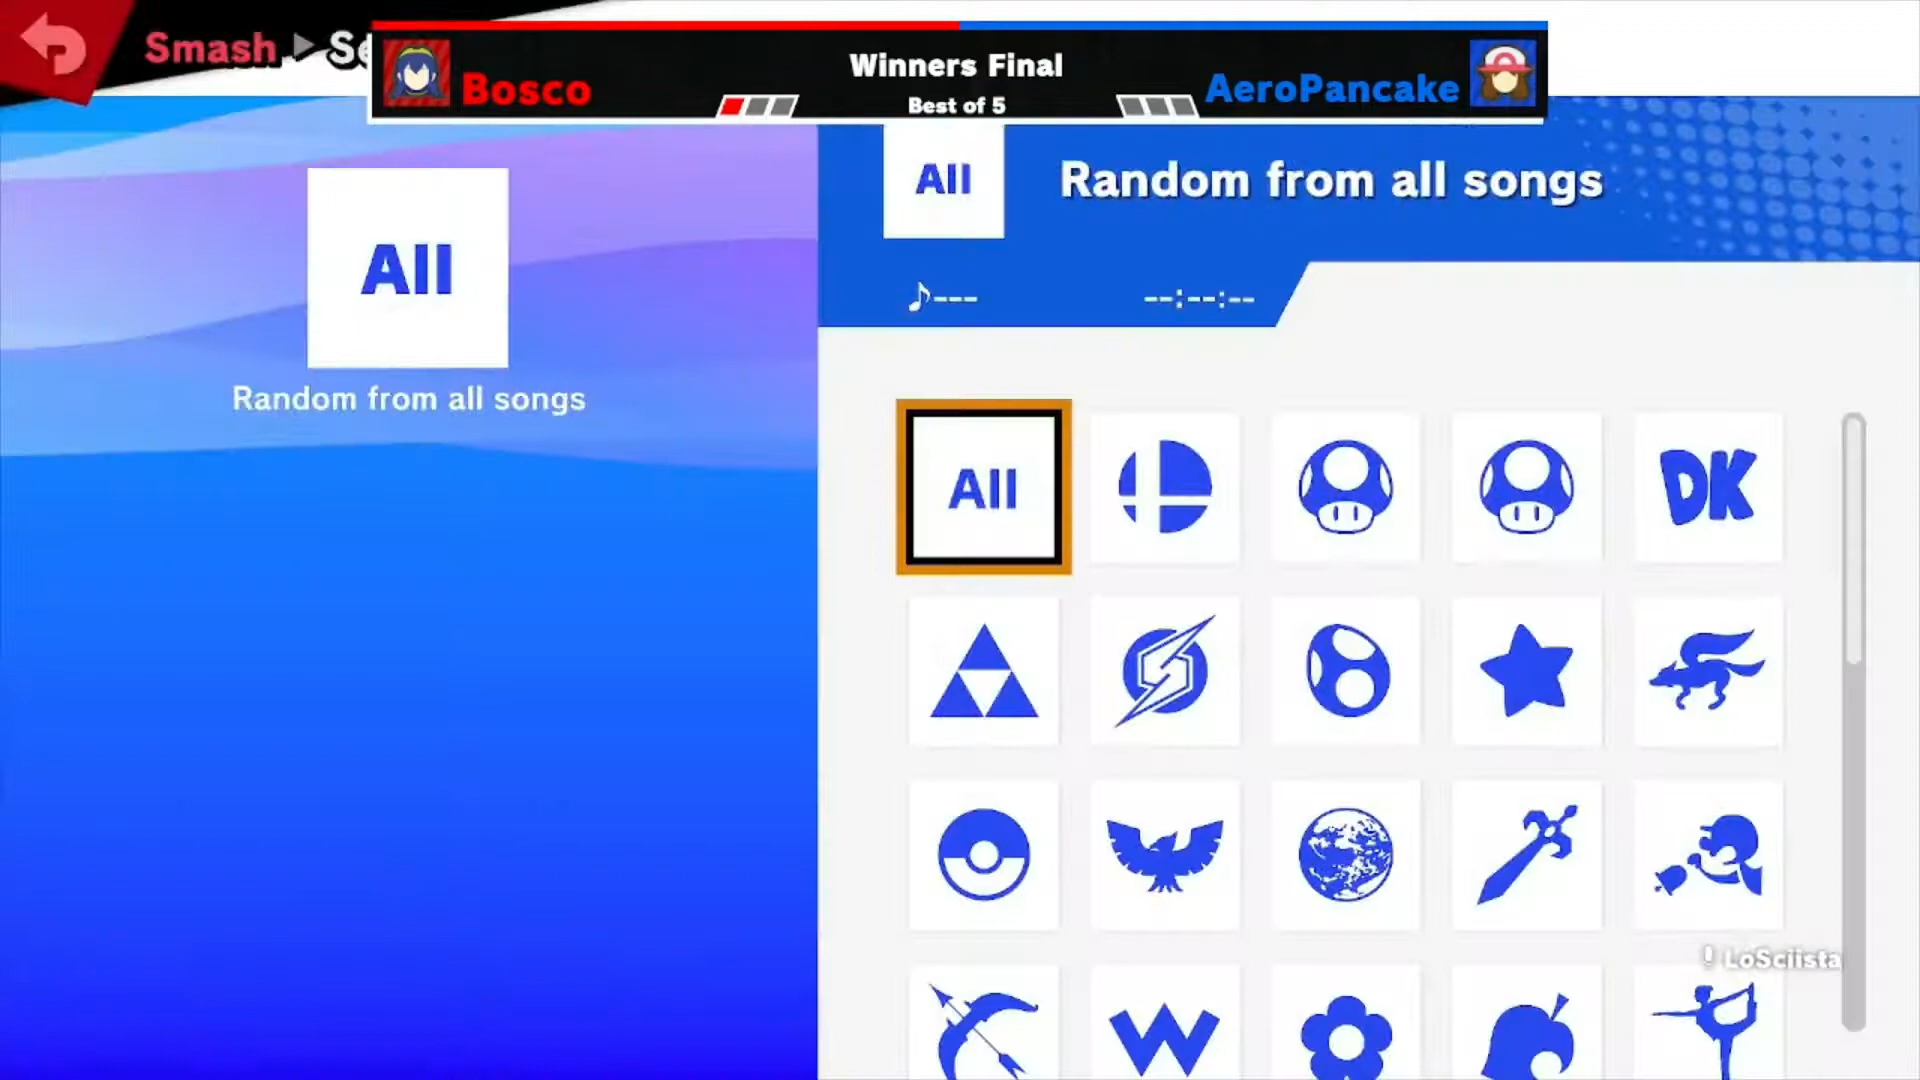 Smash
Se
Bosco
Winners Final
Best of 5
AeroPancake
All
Random from all songs
All
Random from all songs
♪---
--:--:--
All
DK
! LoSciista